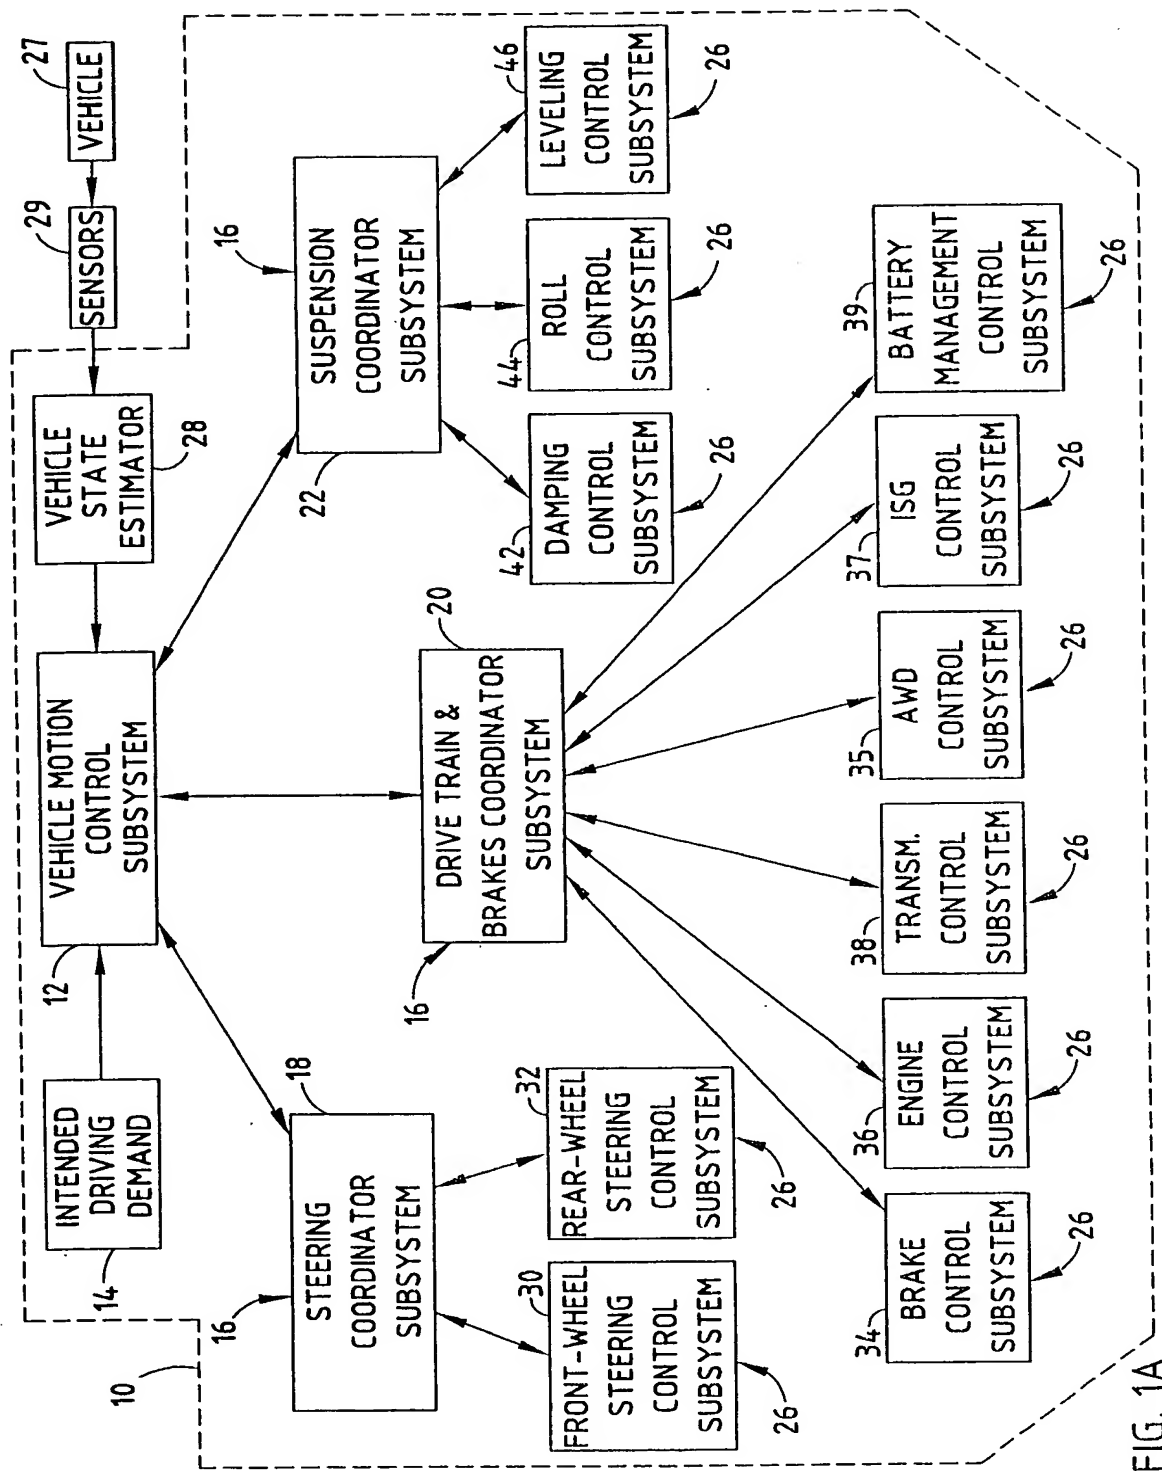 27
VEHICLE
29
SENSORS
VEHICLE
STATE
ESTIMATOR
28
VEHICLE MOTION
CONTROL
SUBSYSTEM
12
INTENDED
DRIVING
DEMAND
14
10
16
STEERING
COORDINATOR
SUBSYSTEM
18
16
DRIVE TRAIN &
BRAKES COORDINATOR
SUBSYSTEM
20
16
SUSPENSION
COORDINATOR
SUBSYSTEM
22
30
FRONT-WHEEL
STEERING
CONTROL
SUBSYSTEM
26
32
REAR-WHEEL
STEERING
CONTROL
SUBSYSTEM
26
42
DAMPING
CONTROL
SUBSYSTEM
26
44
ROLL
CONTROL
SUBSYSTEM
26
46
LEVELING
CONTROL
SUBSYSTEM
26
34
BRAKE
CONTROL
SUBSYSTEM
26
36
ENGINE
CONTROL
SUBSYSTEM
26
38
TRANSM.
CONTROL
SUBSYSTEM
26
35
AWD
CONTROL
SUBSYSTEM
26
37
ISG
CONTROL
SUBSYSTEM
26
39
BATTERY
MANAGEMENT
CONTROL
SUBSYSTEM
26
FIG. 1A